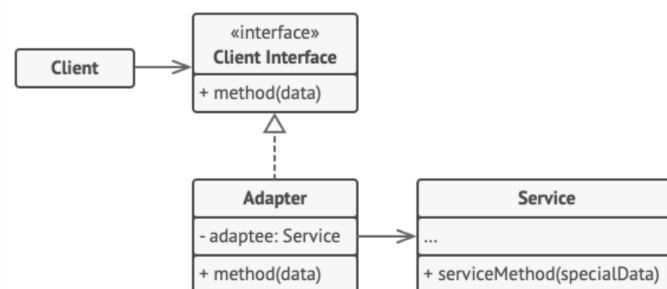 Client
«interface»
Client Interface
+ method(data)
Adapter
- adaptee: Service
+ method(data)
Service
...
+ serviceMethod(specialData)